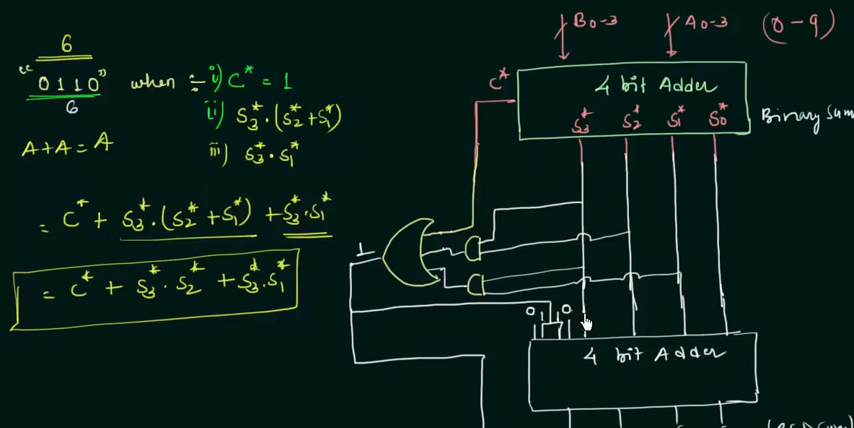 6
"0110" when :- i) C* = 1
6
ii) S3*.(S2*+S1*)
A+A = A
iii) S3*.S1*
= C* + S3*.(S2*+S1*) + S3*.S1*
= C* + S3*.S2* + S3*.S1*
B0-3 A0-3 (0-9)
C*
4 bit Adder
S3* S2* S1* S0*
Binary Sum
1
0 0
4 bit Adder